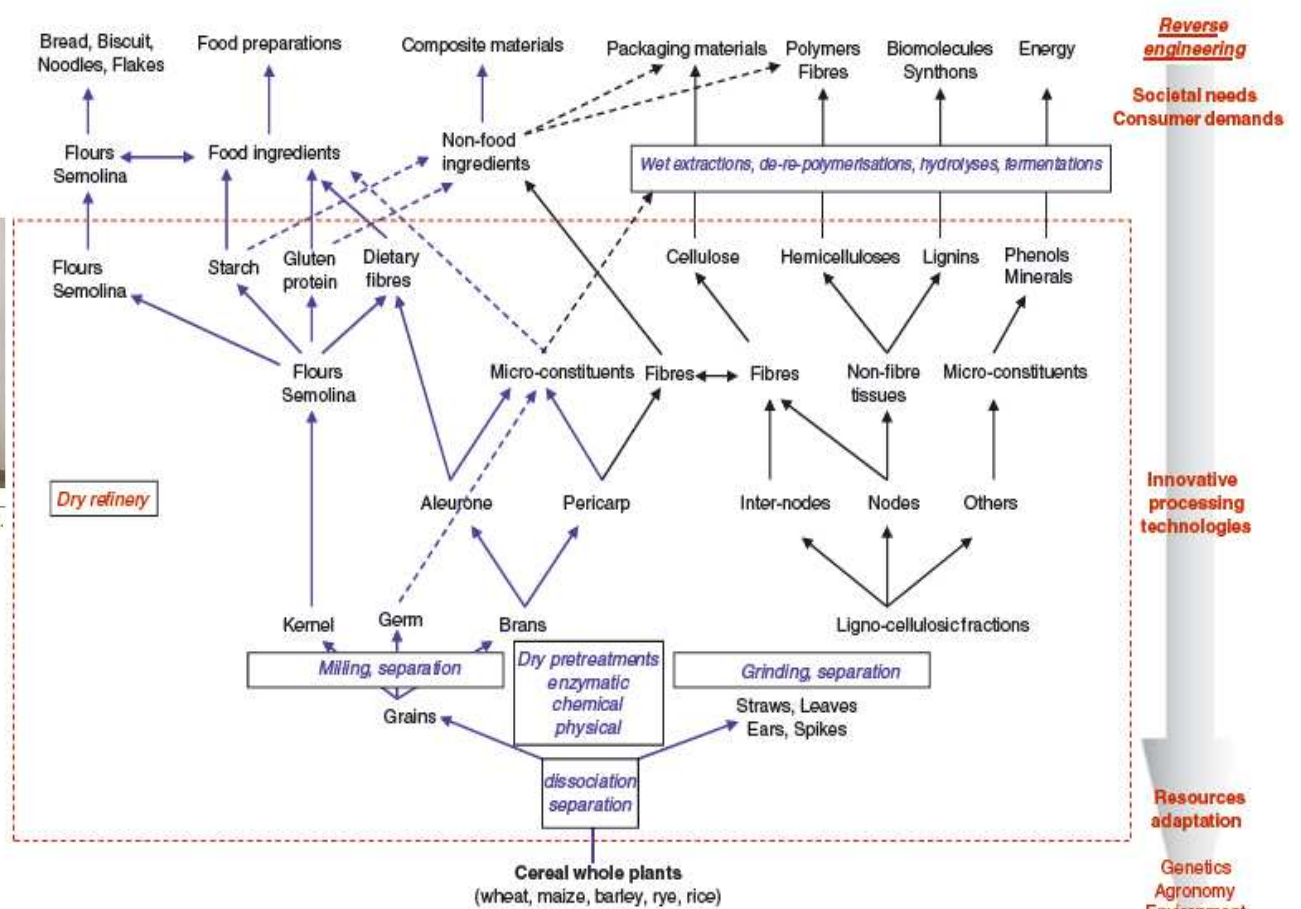 Bread, Biscuit,
Noodles, Flakes
Food preparations
Composite materials
Packaging materials
Polymers
Fibres
Biomolecules
Synthons
Energy
Reverse
engineering
Societal needs
Consumer demands
Flours
Semolina
Food ingredients
Non-food
ingredients
Wet extractions, de-re-polymerisations, hydrolyses, fermentations
Flours
Semolina
Starch
Gluten
protein
Dietary
fibres
Cellulose
Hemicelluloses
Lignins
Phenols
Minerals
Flours
Semolina
Micro-constituents
Fibres
Fibres
Non-fibre
tissues
Micro-constituents
Dry refinery
Aleurone
Pericarp
Inter-nodes
Nodes
Others
Innovative
processing
technologies
Kernel
Germ
Brans
Ligno-cellulosic fractions
Milling, separation
Dry pretreatments
enzymatic
chemical
physical
Grinding, separation
Grains
Straws, Leaves
Ears, Spikes
dissociation
separation
Resources
adaptation
Cereal whole plants
(wheat, maize, barley, rye, rice)
Genetics
Agronomy
Environment